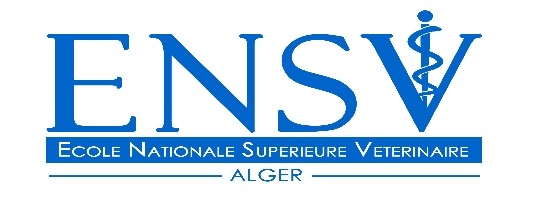 ENSV
ECOLE NATIONALE SUPERIEURE VETERINAIRE
ALGER